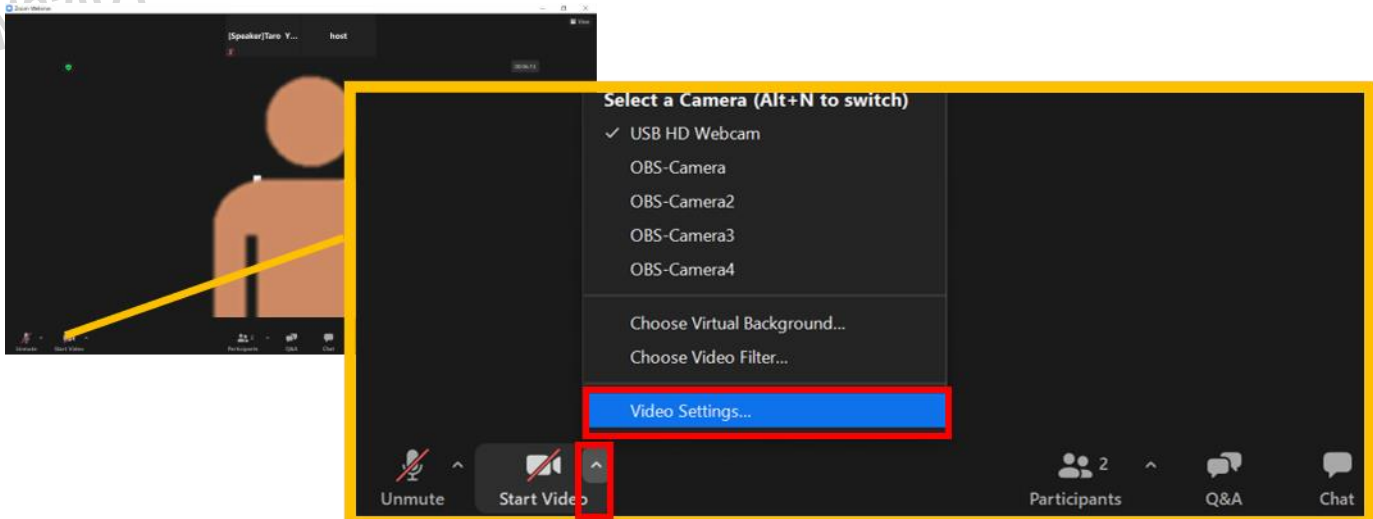 Zoom Webinar
View
[Speaker]Taro Y... host
Unmute Start Video Participants 2 Q&A Chat
Select a Camera (Alt+N to switch)
✓ USB HD Webcam
OBS-Camera
OBS-Camera2
OBS-Camera3
OBS-Camera4
Choose Virtual Background...
Choose Video Filter...
Video Settings...
2
Unmute Start Video Participants Q&A Chat